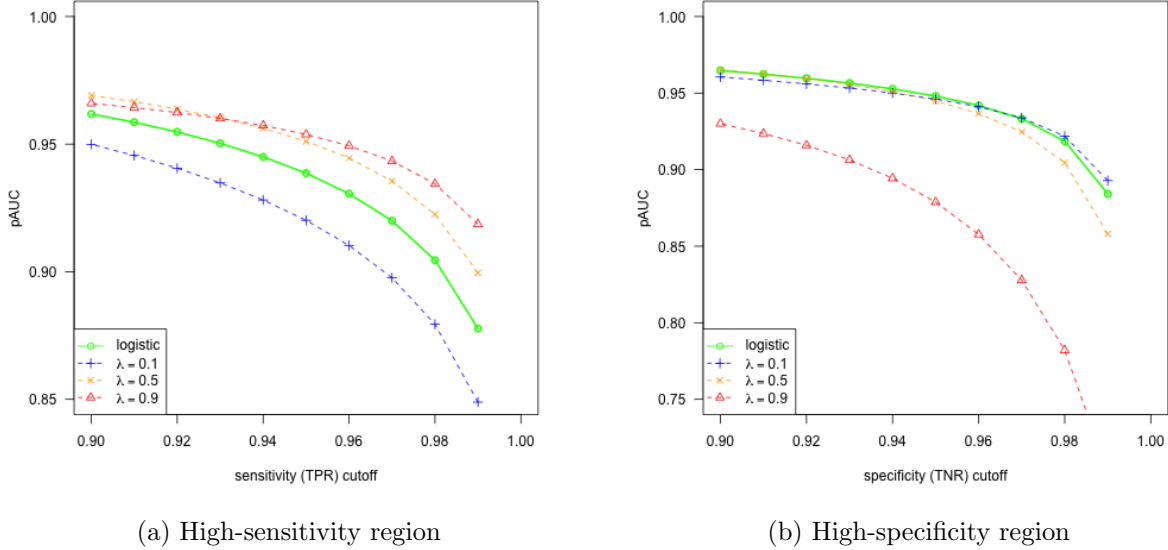 1.00
0.95
0.90
0.85
pAUC
logistic
λ = 0.1
λ = 0.5
λ = 0.9
0.90 0.92 0.94 0.96 0.98 1.00
sensitivity (TPR) cutoff
(a) High-sensitivity region
1.00
0.95
0.90
0.85
0.80
0.75
pAUC
logistic
λ = 0.1
λ = 0.5
λ = 0.9
0.90 0.92 0.94 0.96 0.98 1.00
specificity (TNR) cutoff
(b) High-specificity region